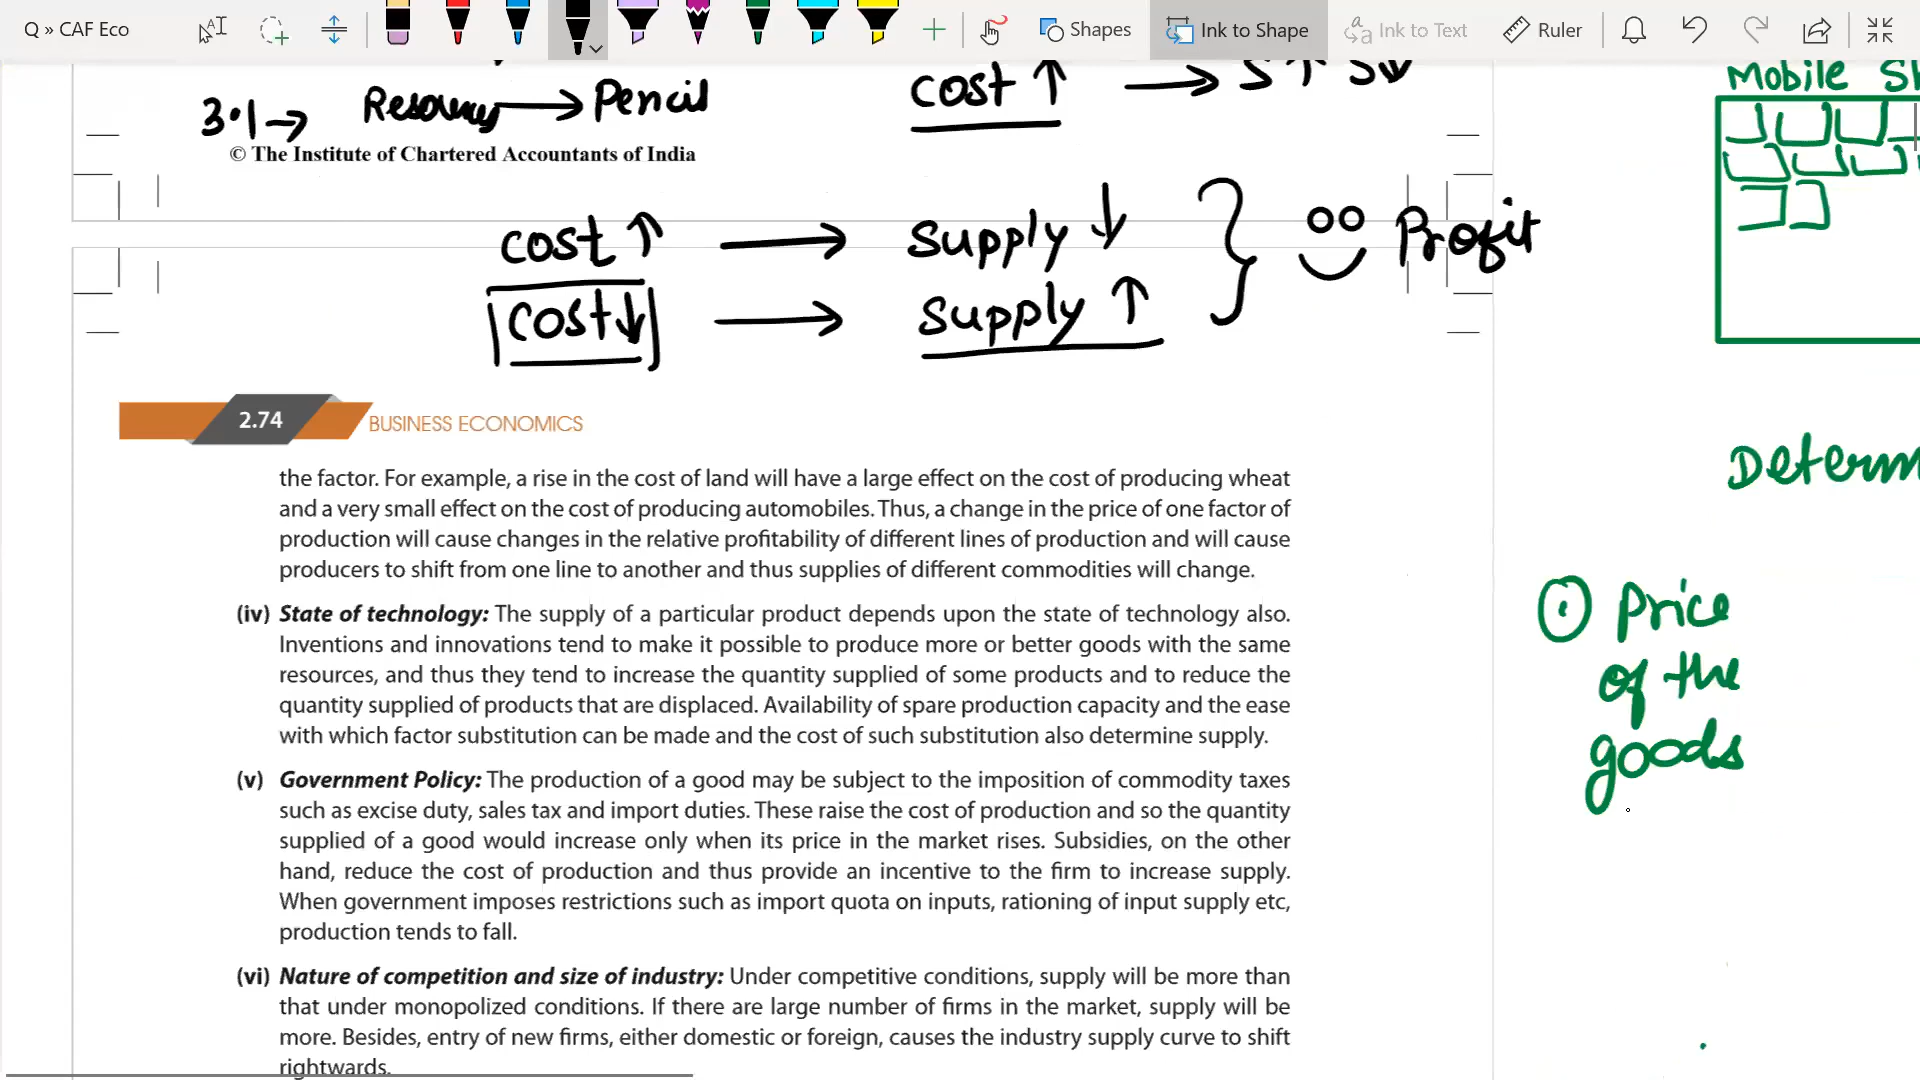 Q » CAF Eco
Shapes
Ink to Shape
Ink to Text
Ruler
cost ↑ → S↑ S↓
Mobile
3.1→ Resources → Pencil
© The Institute of Chartered Accountants of India
cost ↑ → supply ↓
Profit
cost ↓ → supply ↑
2.74
BUSINESS ECONOMICS
Determ
the factor. For example, a rise in the cost of land will have a large effect on the cost of producing wheat
and a very small effect on the cost of producing automobiles. Thus, a change in the price of one factor of
production will cause changes in the relative profitability of different lines of production and will cause
producers to shift from one line to another and thus supplies of different commodities will change.
(iv) State of technology: The supply of a particular product depends upon the state of technology also.
Inventions and innovations tend to make it possible to produce more or better goods with the same
resources, and thus they tend to increase the quantity supplied of some products and to reduce the
quantity supplied of products that are displaced. Availability of spare production capacity and the ease
with which factor substitution can be made and the cost of such substitution also determine supply.
(v) Government Policy: The production of a good may be subject to the imposition of commodity taxes
such as excise duty, sales tax and import duties. These raise the cost of production and so the quantity
supplied of a good would increase only when its price in the market rises. Subsidies, on the other
hand, reduce the cost of production and thus provide an incentive to the firm to increase supply.
When government imposes restrictions such as import quota on inputs, rationing of input supply etc,
production tends to fall.
(vi) Nature of competition and size of industry: Under competitive conditions, supply will be more than
that under monopolized conditions. If there are large number of firms in the market, supply will be
more. Besides, entry of new firms, either domestic or foreign, causes the industry supply curve to shift
rightwards.
① Price
of the
goods